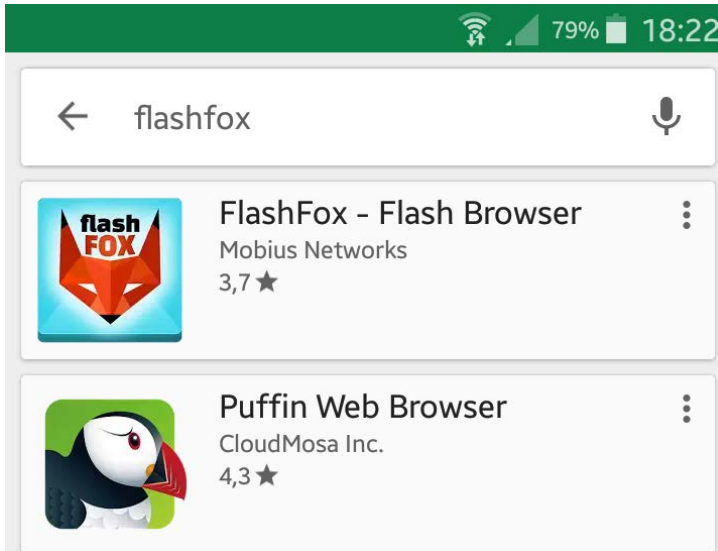 79% 18:22
flashfox
flash
FOX
FlashFox - Flash Browser
Mobius Networks
3,7
Puffin Web Browser
CloudMosa Inc.
4,3